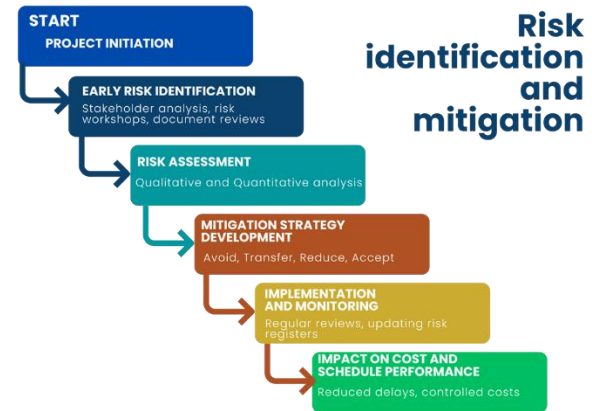 START
PROJECT INITIATION
Risk
identification
and
mitigation
EARLY RISK IDENTIFICATION
Stakeholder analysis, risk
workshops, document reviews
RISK ASSESSMENT
Qualitative and Quantitative analysis
MITIGATION STRATEGY
DEVELOPMENT
Avoid, Transfer, Reduce, Accept
IMPLEMENTATION
AND MONITORING
Regular reviews, updating risk
registers
IMPACT ON COST AND
SCHEDULE PERFORMANCE
Reduced delays, controlled costs